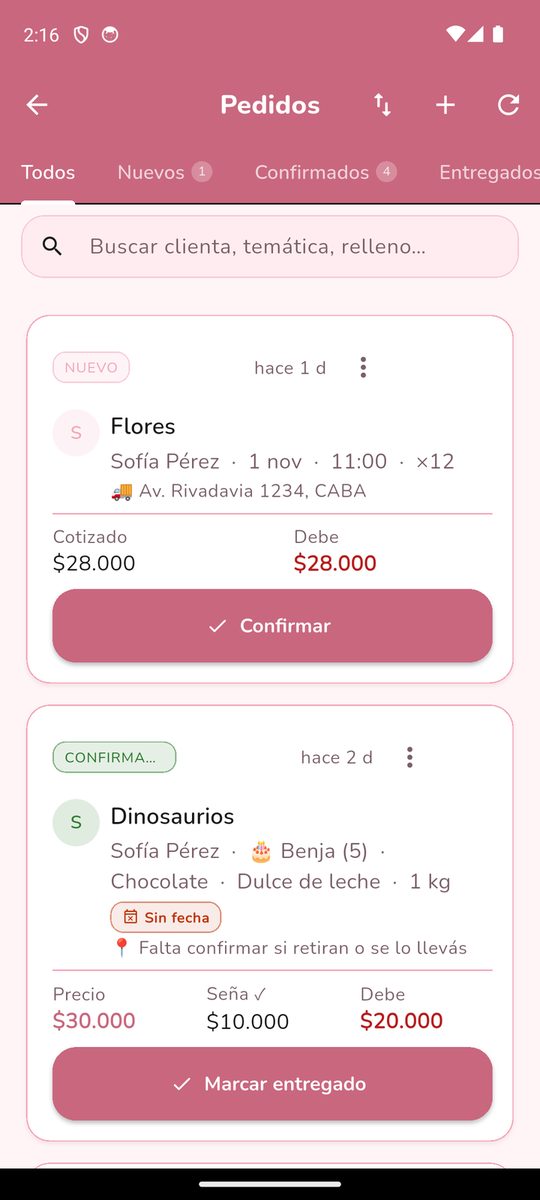 2:16
Pedidos
Todos Nuevos 1 Confirmados 4 Entregados
Buscar clienta, temática, relleno...
NUEVO hace 1 d
S Flores
Sofía Pérez · 1 nov · 11:00 · ×12
🚚 Av. Rivadavia 1234, CABA
Cotizado Debe
$28.000 $28.000
Confirmar
CONFIRMA... hace 2 d
S Dinosaurios
Sofía Pérez · 🎂 Benja (5) ·
Chocolate · Dulce de leche · 1 kg
Sin fecha
📍 Falta confirmar si retiran o se lo llevás
Precio Seña ✓ Debe
$30.000 $10.000 $20.000
Marcar entregado